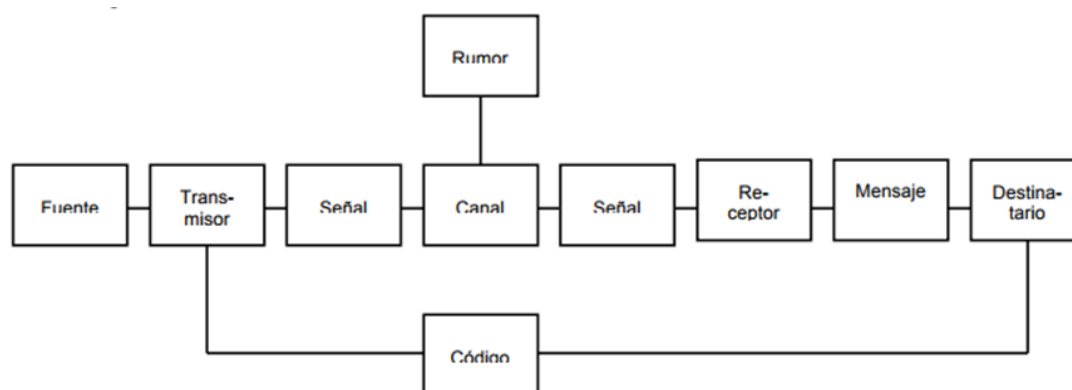 Rumor
Fuente
Trans-
misor
Señal
Canal
Señal
Re-
ceptor
Mensaje
Destina-
tario
Código